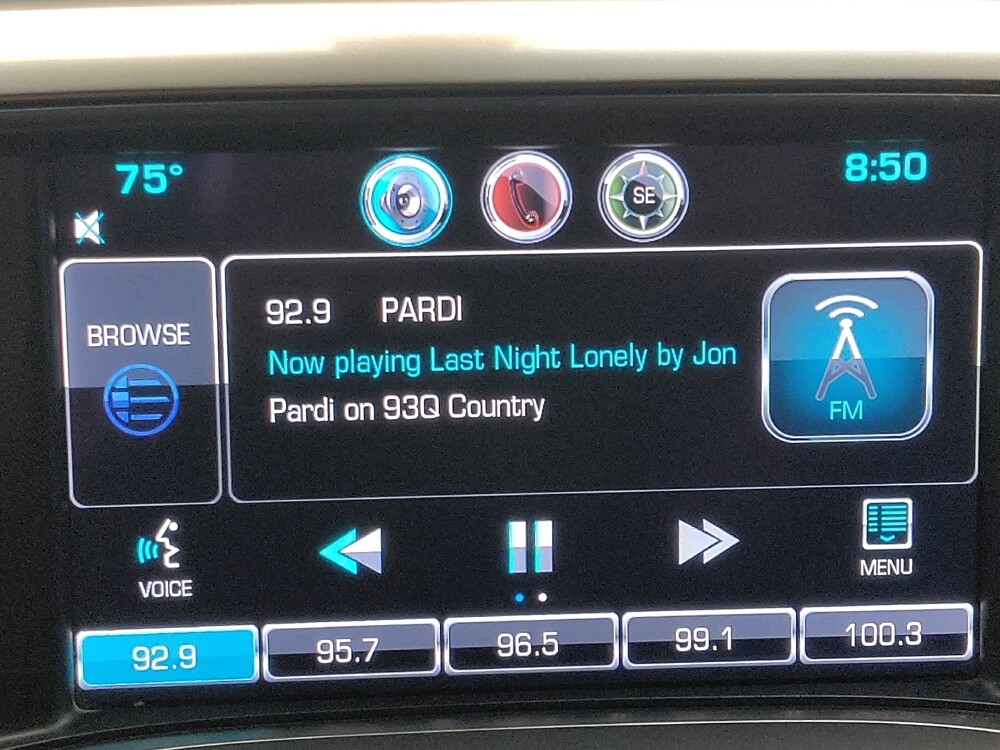 75°
SE
8:50
BROWSE
92.9 PARDI
Now playing Last Night Lonely by Jon
Pardi on 93Q Country
FM
VOICE
MENU
92.9
95.7
96.5
99.1
100.3